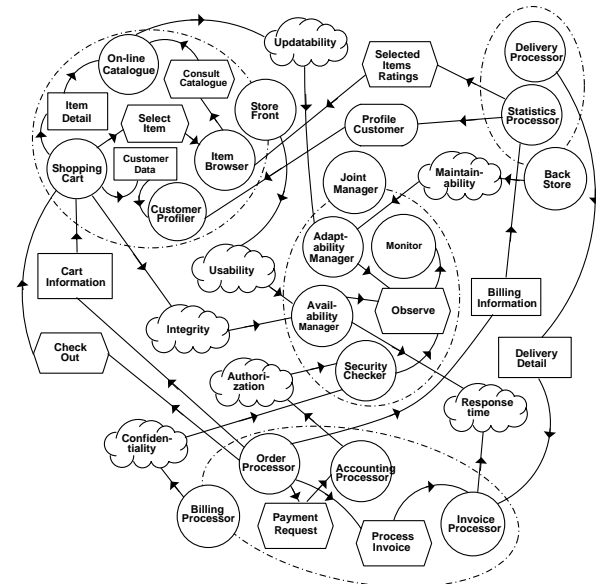 On-line
Catalogue
Updatability
Selected
Items
Ratings
Delivery
Processor
Consult
Catalogue
Item
Detail
Select
Item
Store
Front
Statistics
Processor
Profile
Customer
Shopping
Cart
Customer
Data
Item
Browser
Joint
Manager
Maintain-
ability
Back
Store
Customer
Profiler
Adapt-
ability
Manager
Monitor
Usability
Cart
Information
Avail-
ability
Manager
Observe
Billing
Information
Integrity
Check
Out
Delivery
Detail
Authori-
zation
Security
Checker
Response
time
Confiden-
tiality
Order
Processor
Accounting
Processor
Billing
Processor
Payment
Request
Process
Invoice
Invoice
Processor